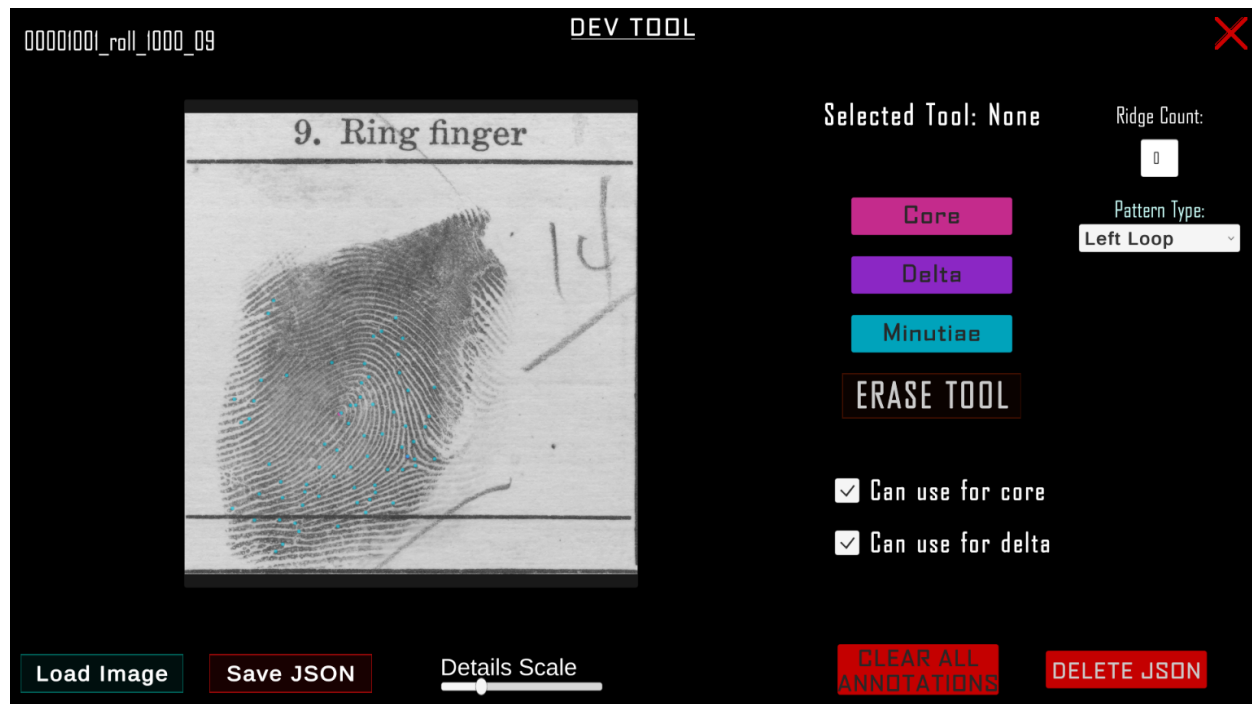 DEV TOOL
00001001_roll_1000_09
9. Ring finger
14
Selected Tool: None
Ridge Count:
0
Pattern Type:
Left Loop
Core
Delta
Minutiae
ERASE TOOL
Can use for core
Can use for delta
Load Image
Save JSON
Details Scale
CLEAR ALL
ANNOTATIONS
DELETE JSON